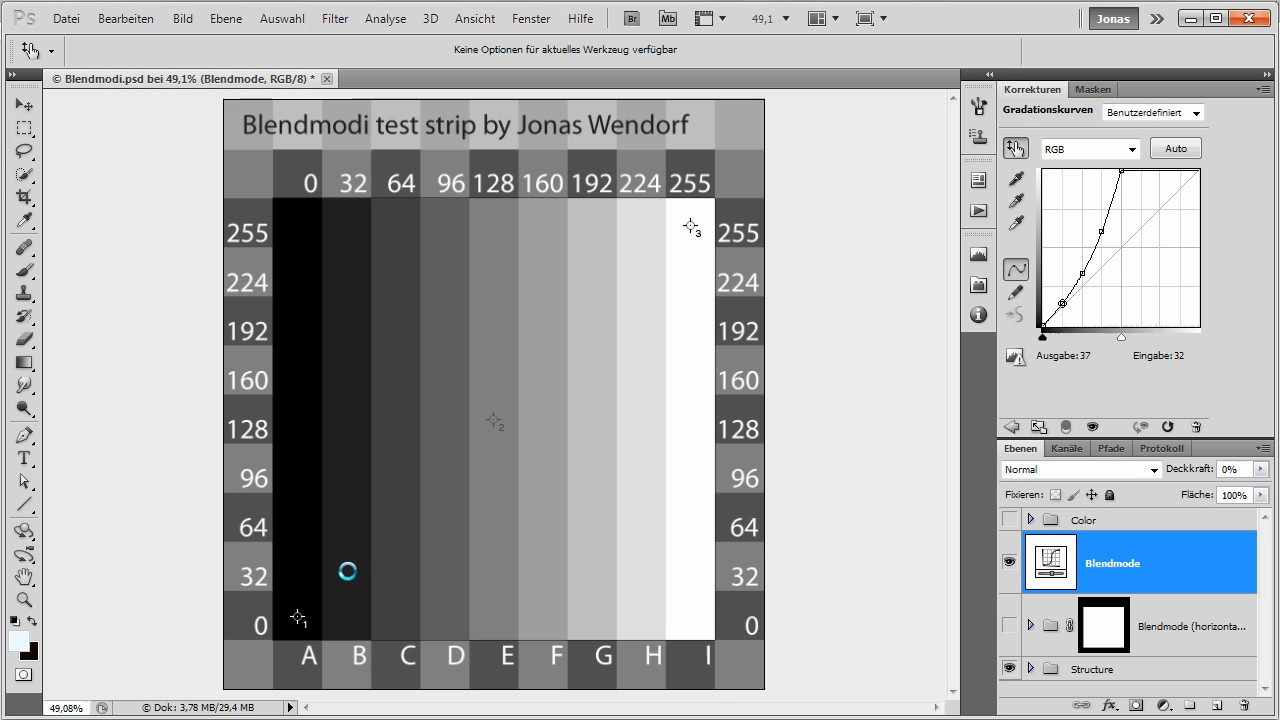 Ps Datei Bearbeiten Bild Ebene Auswahl Filter Analyse 3D Ansicht Fenster Hilfe Br Mb 49,1 Jonas
Keine Optionen für aktuelles Werkzeug verfügbar
© Blendmodi.psd bei 49,1% (Blendmode, RGB/8) *
Blendmodi test strip by Jonas Wendorf
0 32 64 96 128 160 192 224 255
255 3 255
224 224
192 192
160 160
128 2 128
96 96
64 64
32 32
0 1 0
A B C D E F G H I
49,08% © Dok: 3,78 MB/29,4 MB
Korrekturen Masken
Gradationskurven Benutzerdefiniert
RGB Auto
Ausgabe: 37 Eingabe: 32
Ebenen Kanäle Pfade Protokoll
Normal Deckkraft: 0%
Fixieren: Fläche: 100%
Color
Blendmode
Blendmode (horizonta...
Structure